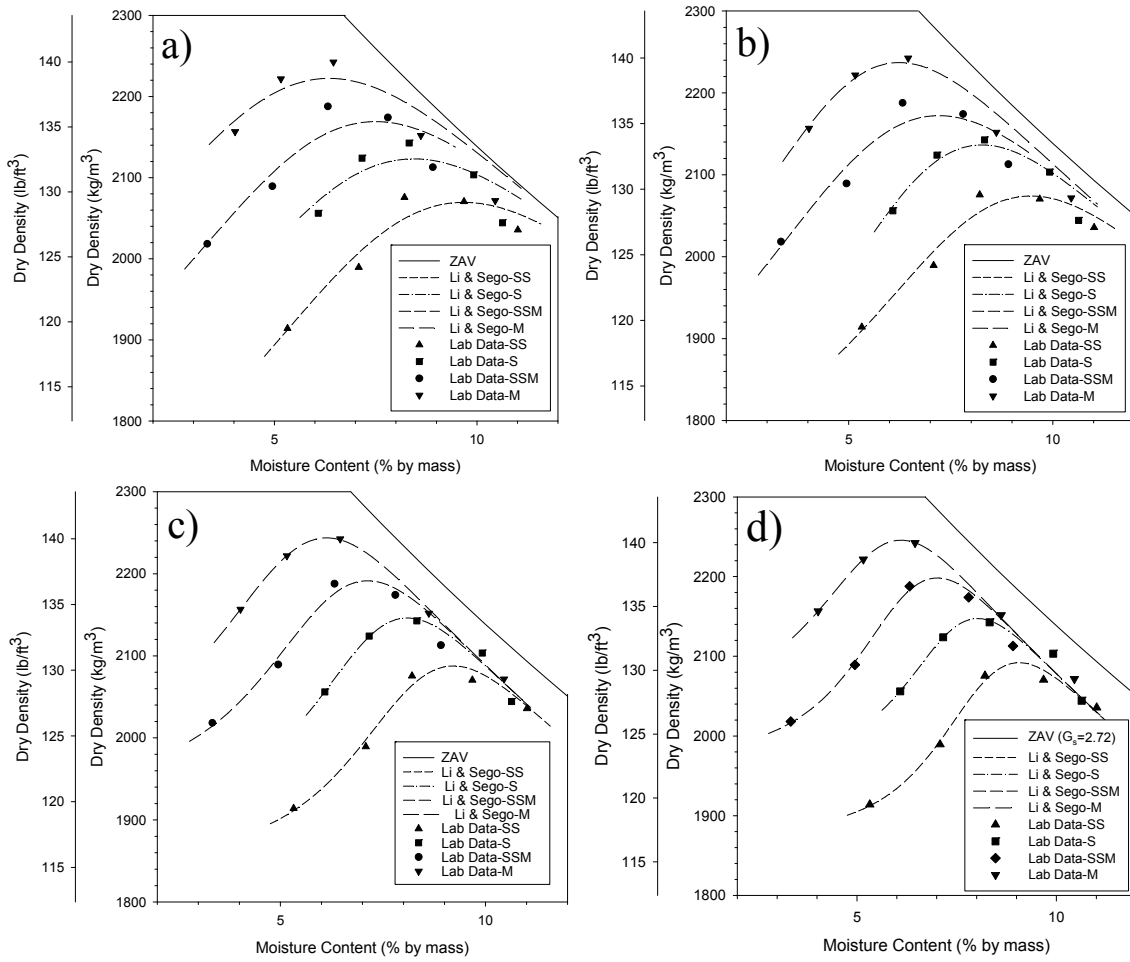 a)
2300
2200
2100
2000
1900
1800
140
135
130
125
120
115
Dry Density (lb/ft³)
Dry Density (kg/m³)
ZAV
Li & Sego-SS
Li & Sego-S
Li & Sego-SSM
Li & Sego-M
Lab Data-SS
Lab Data-S
Lab Data-SSM
Lab Data-M
5
10
Moisture Content (% by mass)
b)
2300
2200
2100
2000
1900
1800
140
135
130
125
120
115
Dry Density (lb/ft³)
Dry Density (kg/m³)
ZAV
Li & Sego-SS
Li & Sego-S
Li & Sego-SSM
Li & Sego-M
Lab Data-SS
Lab Data-S
Lab Data-SSM
Lab Data-M
5
10
Moisture Content (% by mass)
c)
2300
2200
2100
2000
1900
1800
140
135
130
125
120
115
Dry Density (lb/ft³)
Dry Density (kg/m³)
ZAV
Li & Sego-SS
Li & Sego-S
Li & Sego-SSM
Li & Sego-M
Lab Data-SS
Lab Data-S
Lab Data-SSM
Lab Data-M
5
10
Moisture Content (% by mass)
d)
2300
2200
2100
2000
1900
1800
140
135
130
125
120
115
Dry Density (lb/ft³)
Dry Density (kg/m³)
ZAV (Gs=2.72)
Li & Sego-SS
Li & Sego-S
Li & Sego-SSM
Li & Sego-M
Lab Data-SS
Lab Data-S
Lab Data-SSM
Lab Data-M
5
10
Moisture Content (% by mass)